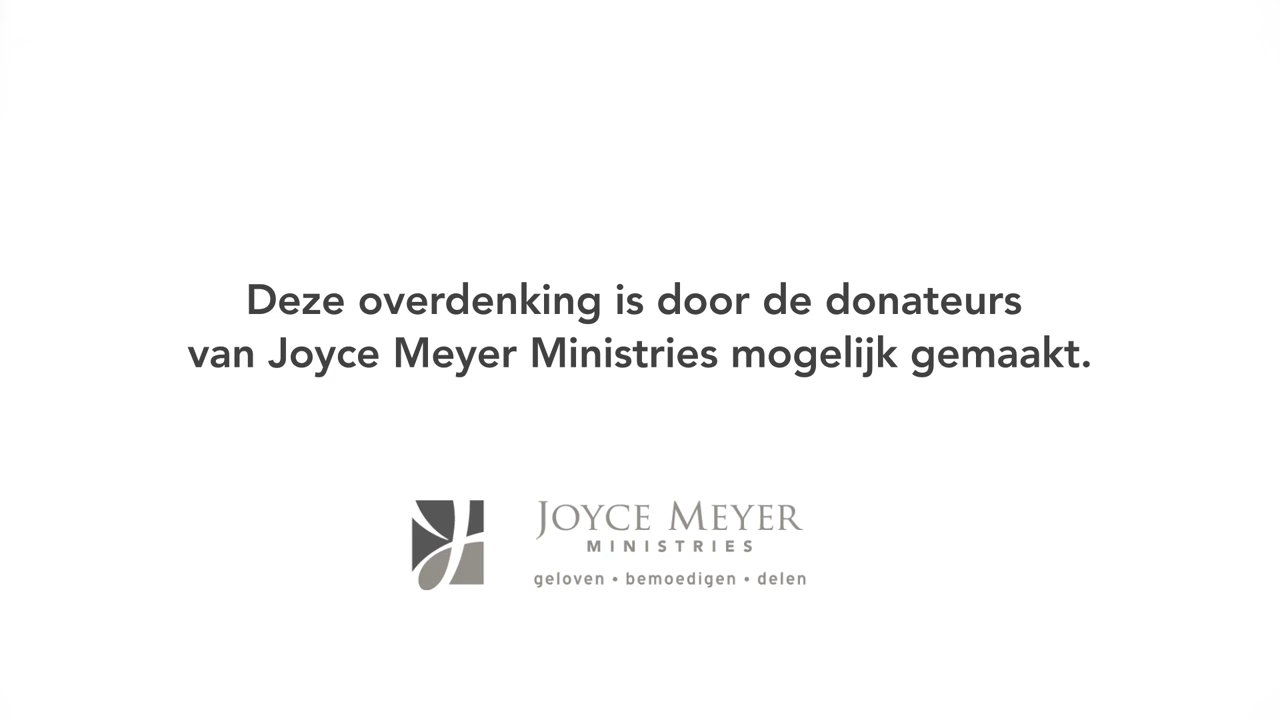 Deze overdenking is door de donateurs
van Joyce Meyer Ministries mogelijk gemaakt.
JOYCE MEYER
MINISTRIES
geloven • bemoedigen • delen